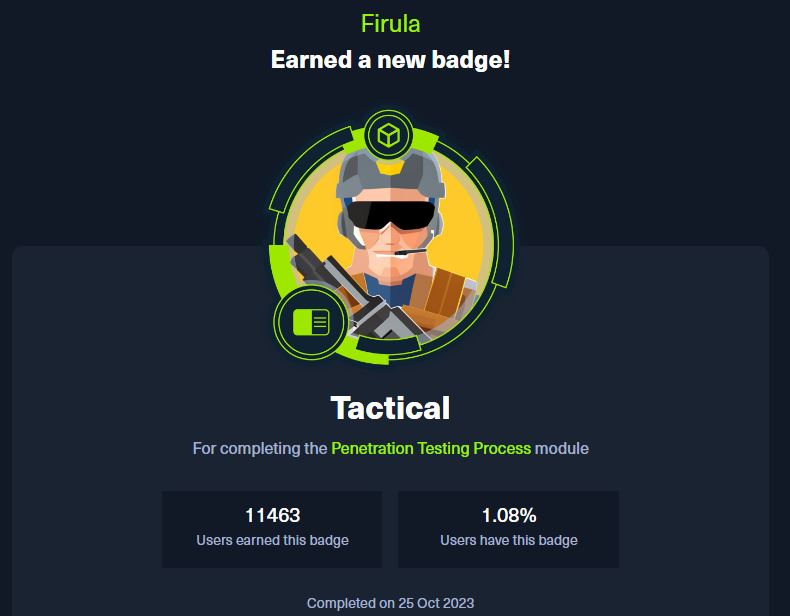 Firula
Earned a new badge!
Tactical
For completing the Penetration Testing Process module
11463
Users earned this badge
1.08%
Users have this badge
Completed on 25 Oct 2023